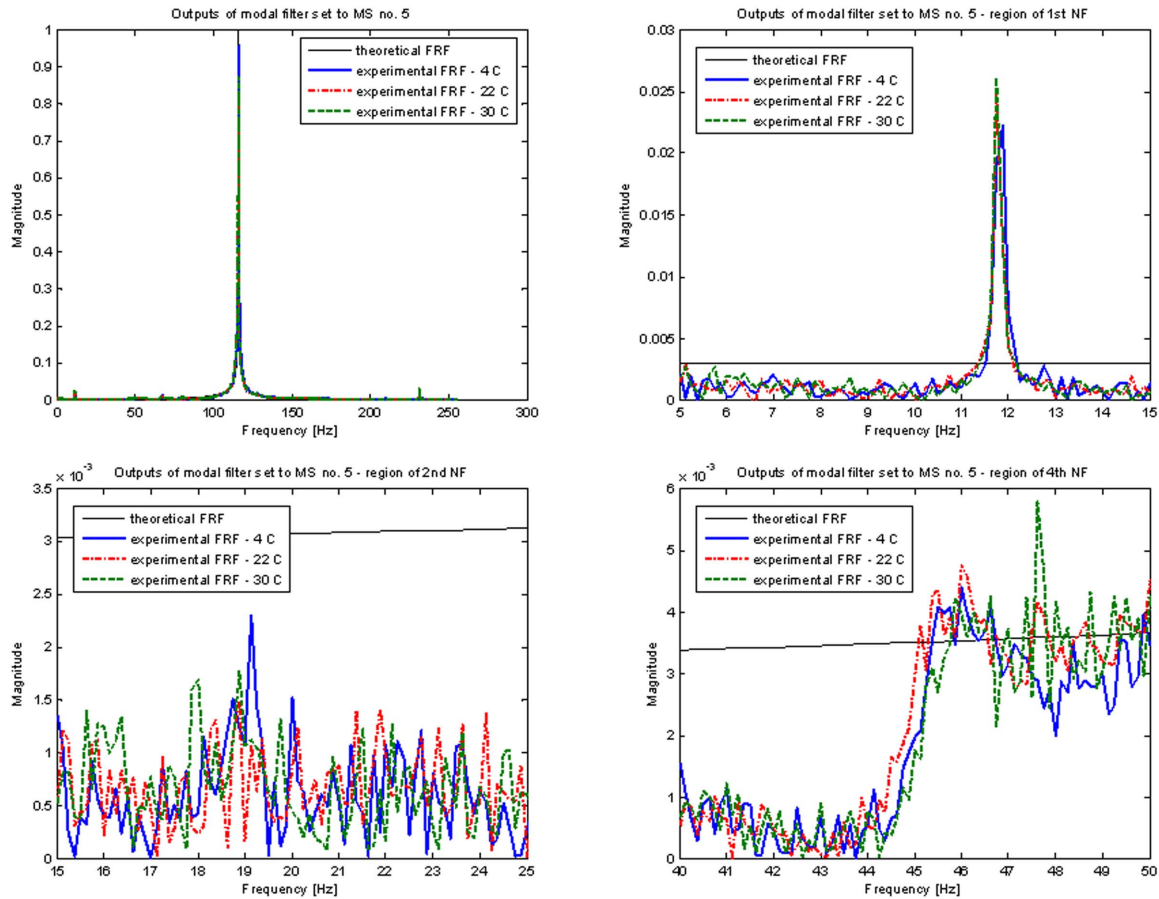 Outputs of modal filter set to MS no. 5
1
0.9
0.8
0.7
0.6
0.5
0.4
0.3
0.2
0.1
0
Magnitude
theoretical FRF
experimental FRF - 4 C
experimental FRF - 22 C
experimental FRF - 30 C
0 50 100 150 200 250 300
Frequency [Hz]
Outputs of modal filter set to MS no. 5 - region of 1st NF
0.03
0.025
0.02
0.015
0.01
0.005
0
Magnitude
theoretical FRF
experimental FRF - 4 C
experimental FRF - 22 C
experimental FRF - 30 C
5 6 7 8 9 10 11 12 13 14 15
Frequency [Hz]
Outputs of modal filter set to MS no. 5 - region of 2nd NF
× 10⁻³
3.5
3
2.5
2
1.5
1
0.5
0
Magnitude
theoretical FRF
experimental FRF - 4 C
experimental FRF - 22 C
experimental FRF - 30 C
15 16 17 18 19 20 21 22 23 24 25
Frequency [Hz]
Outputs of modal filter set to MS no. 5 - region of 4th NF
× 10⁻³
6
5
4
3
2
1
0
Magnitude
theoretical FRF
experimental FRF - 4 C
experimental FRF - 22 C
experimental FRF - 30 C
40 41 42 43 44 45 46 47 48 49 50
Frequency [Hz]